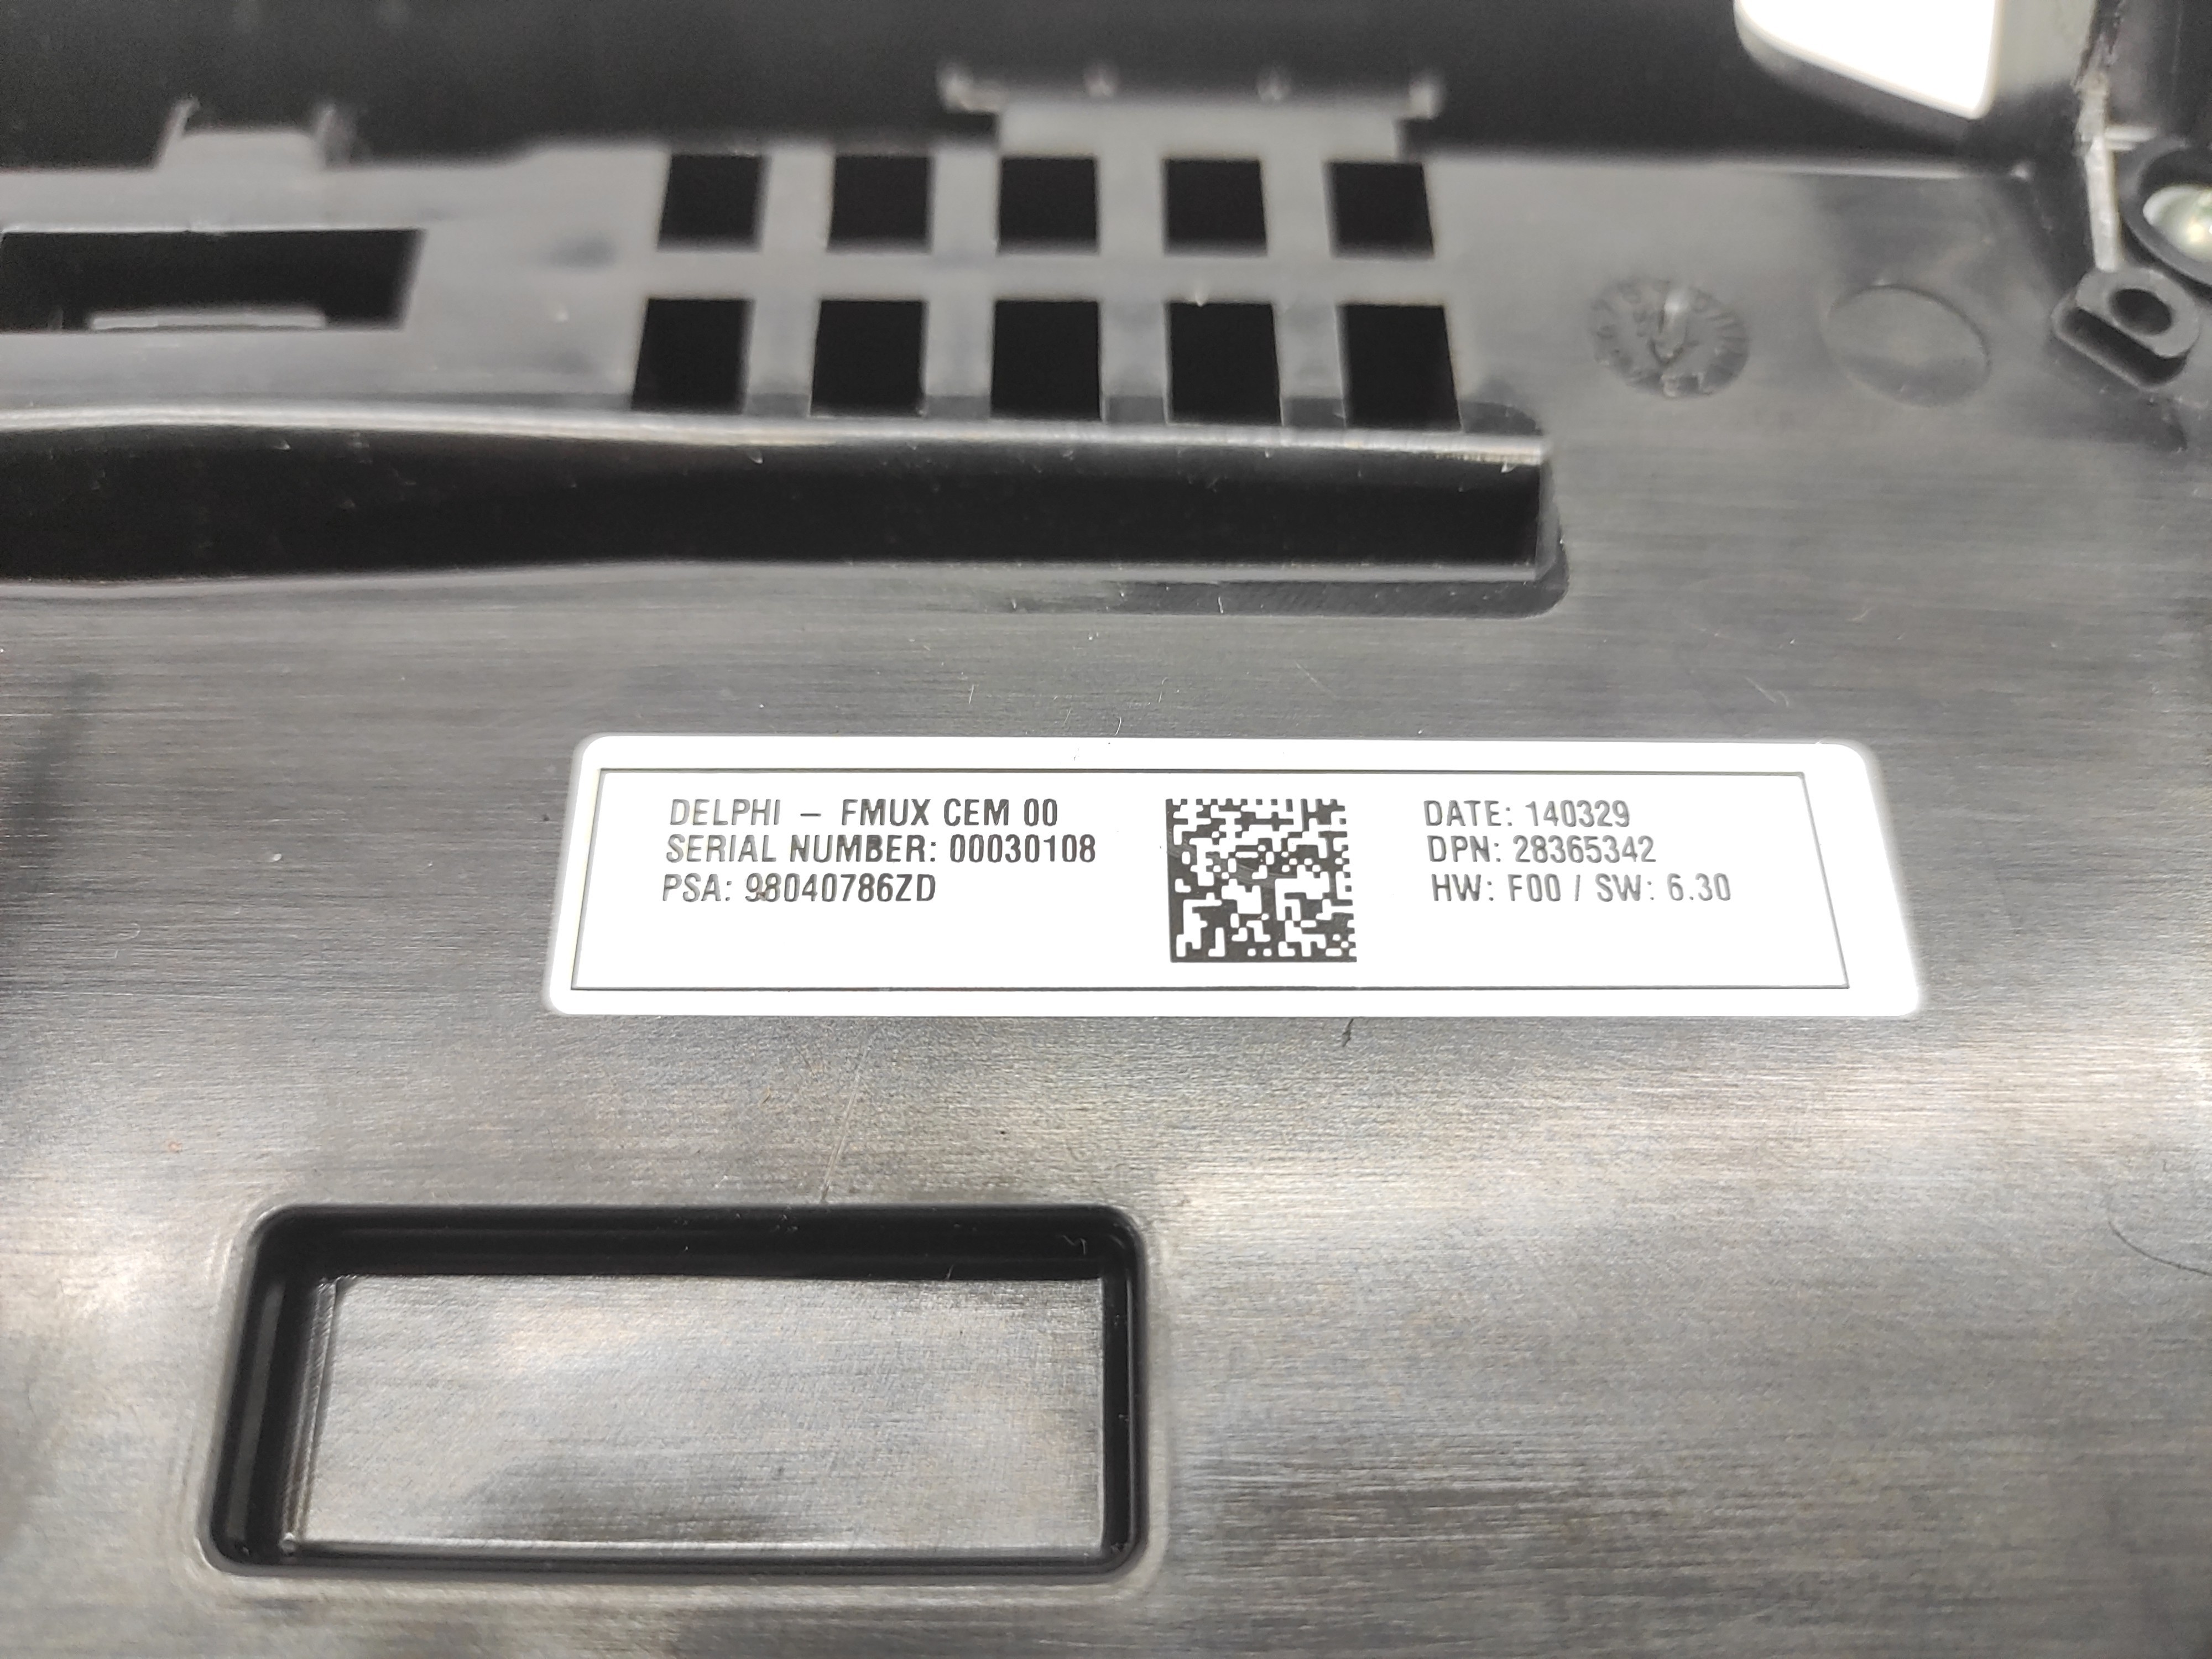 DELPHI – FMUX CEM 00
SERIAL NUMBER: 00030108
PSA: 98040786ZD
DATE: 140329
DPN: 28365342
HW: F00 / SW: 6.30